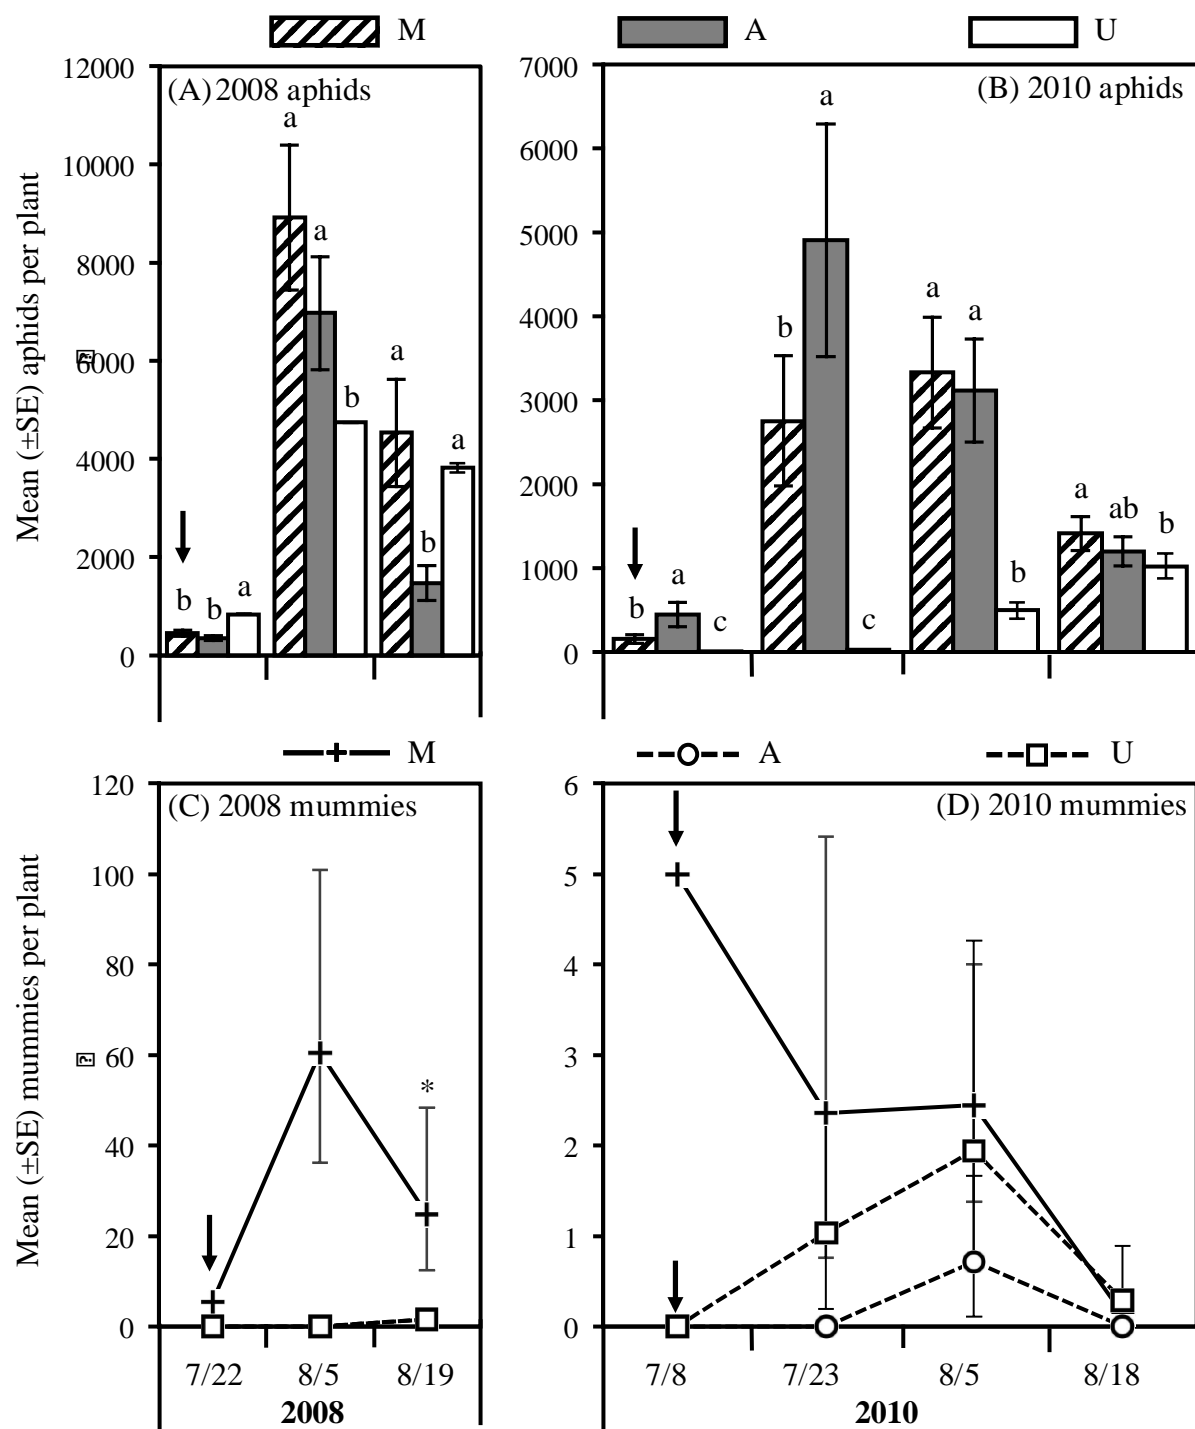 M A U
(A) 2008 aphids
(B) 2010 aphids
Mean (±SE) aphids per plant
12000
10000
8000
6000
4000
2000
0
b b a
a a b
a b a
7000
6000
5000
4000
3000
2000
1000
0
b a c
b a c
a a b
a ab b
M A U
(C) 2008 mummies
(D) 2010 mummies
Mean (±SE) mummies per plant
120
100
80
60
40
20
0
*
7/22 8/5 8/19
2008
6
5
4
3
2
1
0
7/8 7/23 8/5 8/18
2010